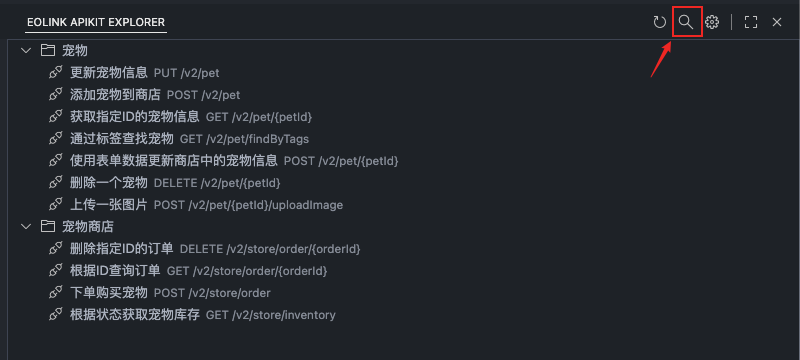 EOLINK APIKIT EXPLORER
宠物
更新宠物信息 PUT /v2/pet
添加宠物到商店 POST /v2/pet
获取指定ID的宠物信息 GET /v2/pet/{petId}
通过标签查找宠物 GET /v2/pet/findByTags
使用表单数据更新商店中的宠物信息 POST /v2/pet/{petId}
删除一个宠物 DELETE /v2/pet/{petId}
上传一张图片 POST /v2/pet/{petId}/uploadImage
宠物商店
删除指定ID的订单 DELETE /v2/store/order/{orderId}
根据ID查询订单 GET /v2/store/order/{orderId}
下单购买宠物 POST /v2/store/order
根据状态获取宠物库存 GET /v2/store/inventory